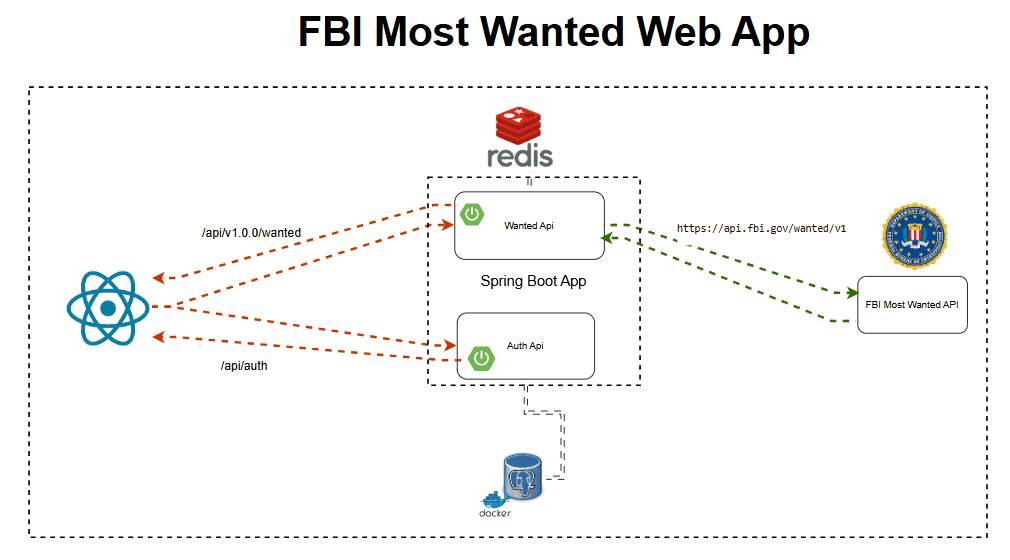 FBI Most Wanted Web App
redis
/api/v1.0.0/wanted
Wanted Api
https://api.fbi.gov/wanted/v1
Spring Boot App
FBI Most Wanted API
Auth Api
/api/auth
docker